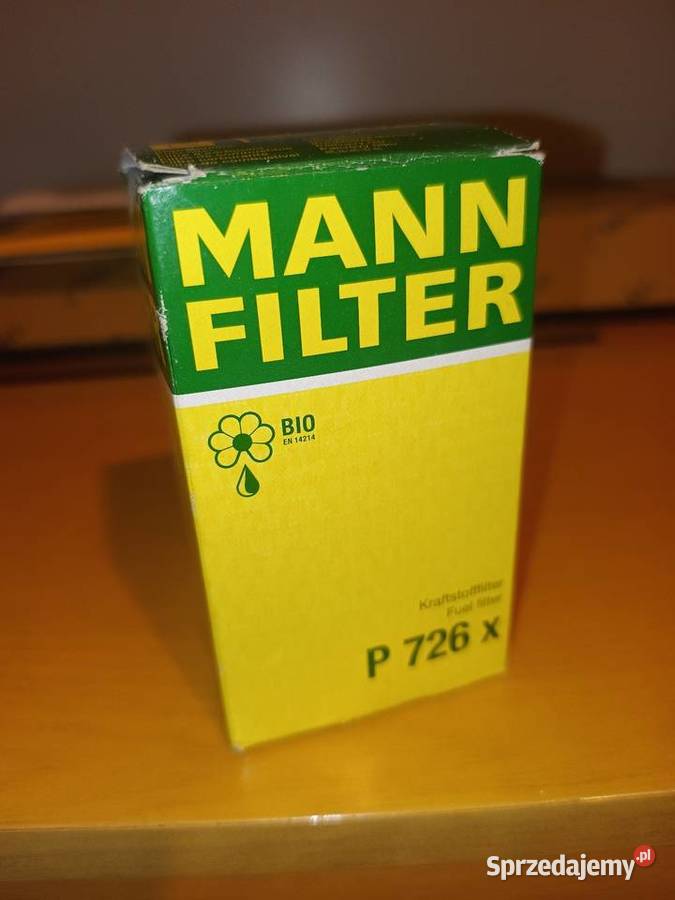 MANN
FILTER
BIO
EN 14214
Kraftstofffilter
Fuel filter
P 726 x
Sprzedajemy.pl